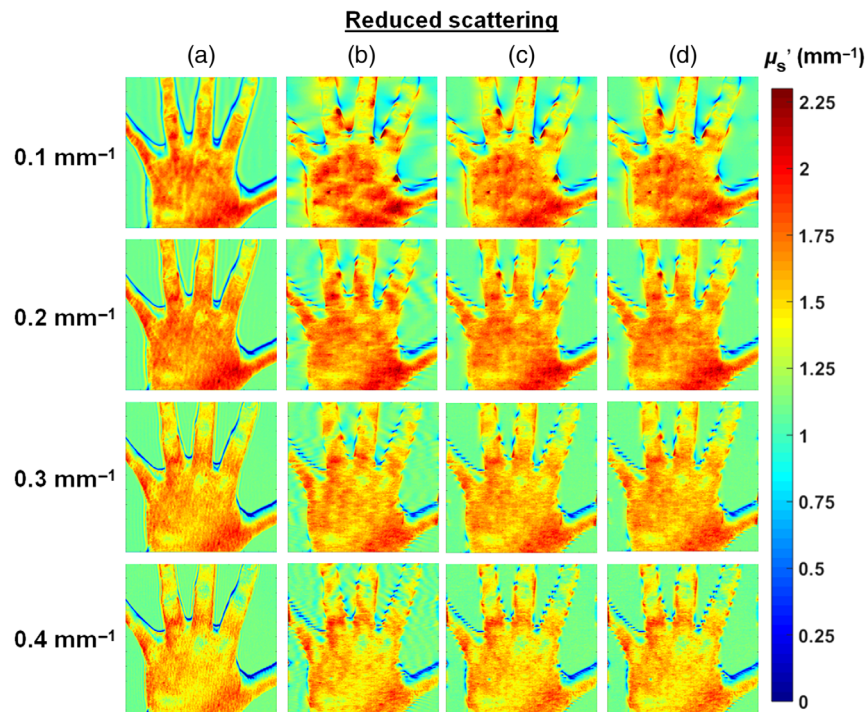 Reduced scattering
(a) (b) (c) (d) μs' (mm−1)
0.1 mm−1
0.2 mm−1
0.3 mm−1
0.4 mm−1
2.25
2
1.75
1.5
1.25
1
0.75
0.5
0.25
0